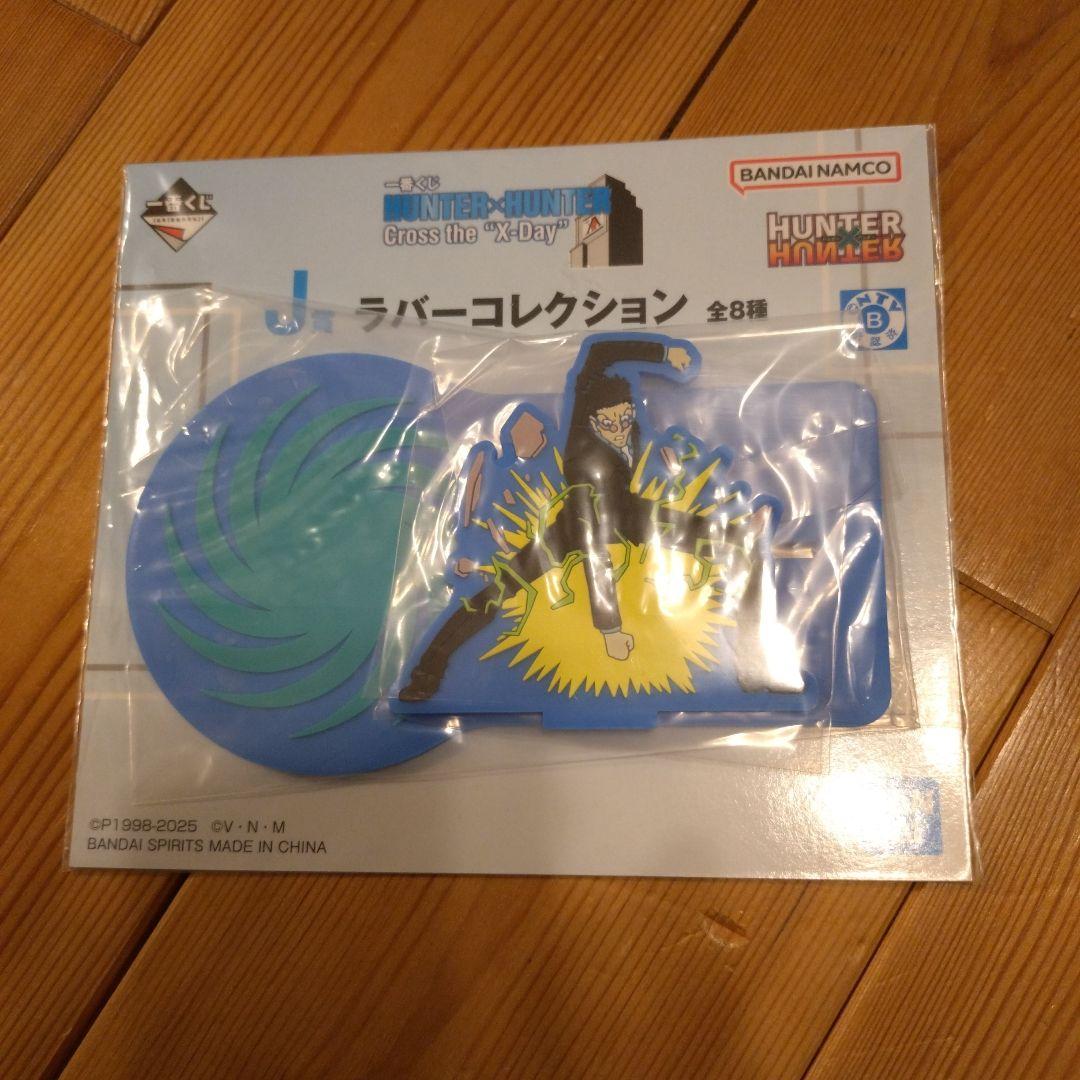 一番くじ
一番くじ
HUNTER×HUNTER
Cross the “X-Day”
BANDAI NAMCO
HUNTER
HUNTER
J賞 ラバーコレクション 全8種
NTV
B
認
©P1998-2025 ©V・N・M
BANDAI SPIRITS MADE IN CHINA